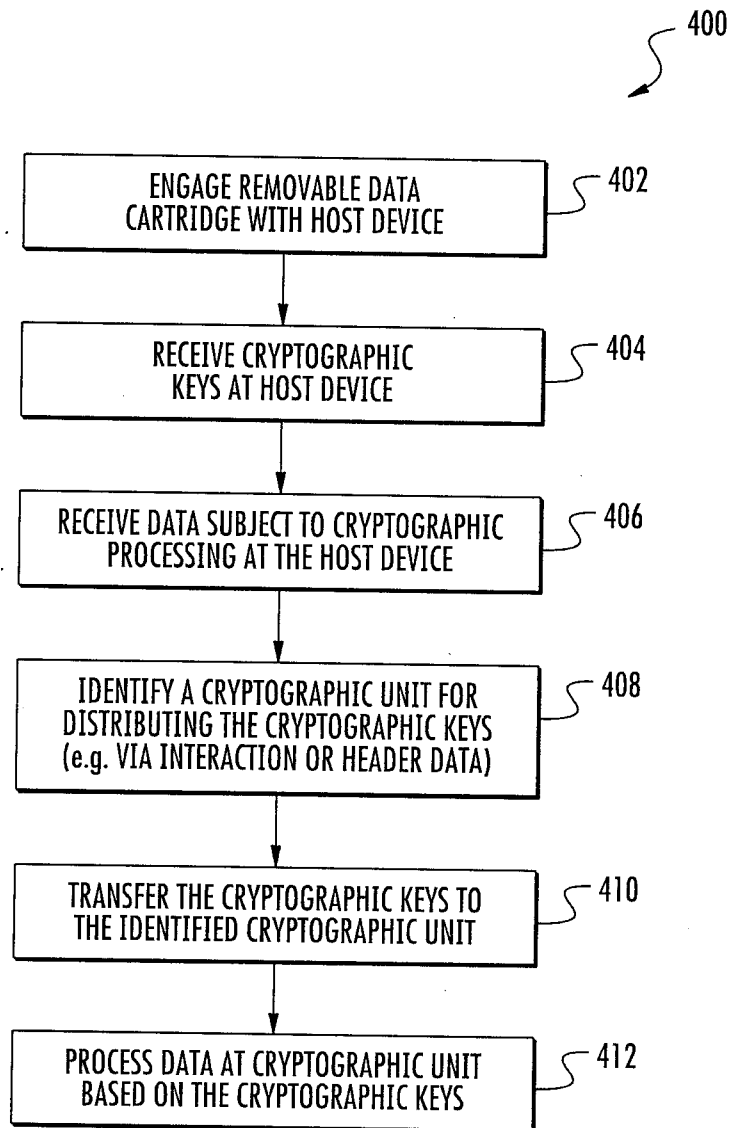 400
ENGAGE REMOVABLE DATA
CARTRIDGE WITH HOST DEVICE
402
RECEIVE CRYPTOGRAPHIC
KEYS AT HOST DEVICE
404
RECEIVE DATA SUBJECT TO CRYPTOGRAPHIC
PROCESSING AT THE HOST DEVICE
406
IDENTIFY A CRYPTOGRAPHIC UNIT FOR
DISTRIBUTING THE CRYPTOGRAPHIC KEYS
(e.g. VIA INTERACTION OR HEADER DATA)
408
TRANSFER THE CRYPTOGRAPHIC KEYS TO
THE IDENTIFIED CRYPTOGRAPHIC UNIT
410
PROCESS DATA AT CRYPTOGRAPHIC UNIT
BASED ON THE CRYPTOGRAPHIC KEYS
412